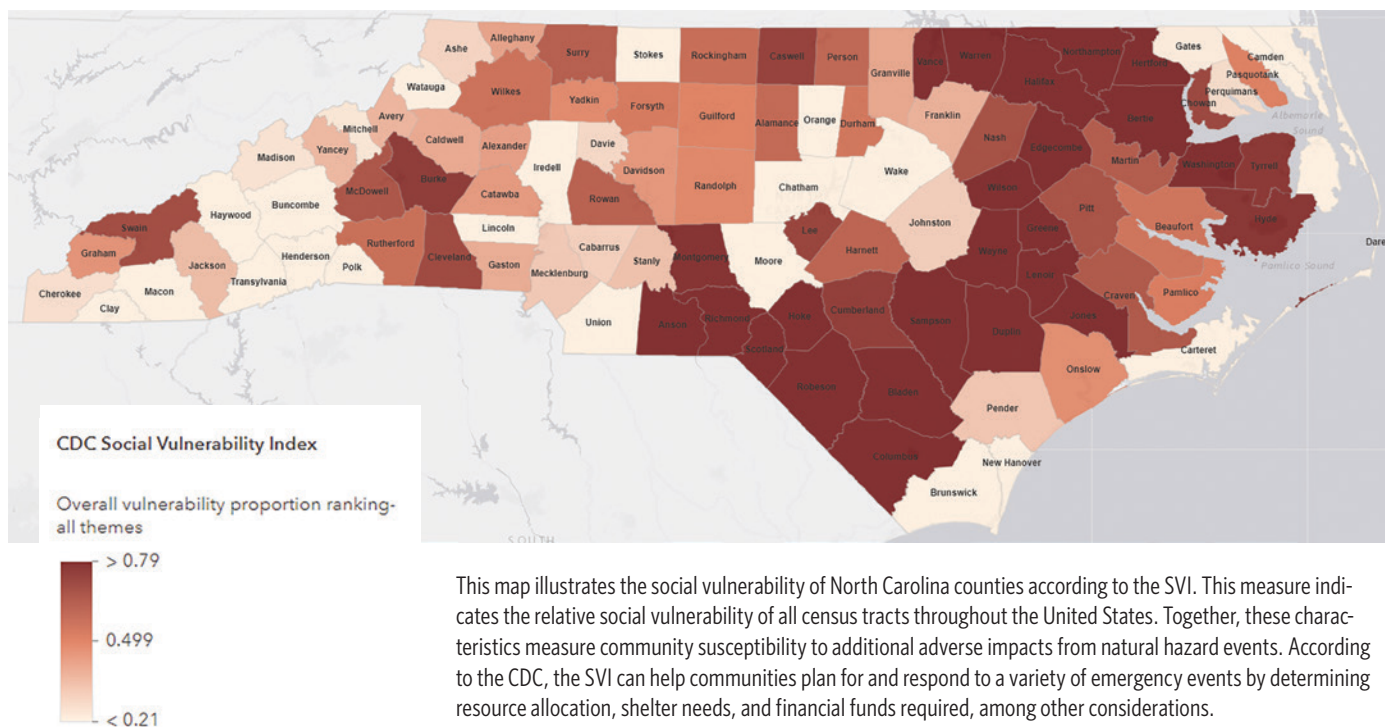 Ashe
Alleghany
Surry
Stokes
Rockingham
Caswell
Person
Granville
Vance
Warren
Northampton
Hertford
Gates
Camden
Pasquotank
Perquimans
Chowan
Halifax
Watauga
Wilkes
Yadkin
Forsyth
Guilford
Alamance
Orange
Durham
Franklin
Nash
Edgecombe
Bertie
Albemarle
Sound
Mitchell
Avery
Yancey
Caldwell
Alexander
Davie
Iredell
Davidson
Randolph
Chatham
Wake
Martin
Washington
Tyrrell
Madison
McDowell
Burke
Catawba
Rowan
Wilson
Pitt
Beaufort
Hyde
Dare
Haywood
Buncombe
Swain
Graham
Rutherford
Cleveland
Lincoln
Gaston
Cabarrus
Stanly
Mecklenburg
Montgomery
Moore
Lee
Harnett
Johnston
Wayne
Greene
Lenoir
Craven
Pamlico
Pamlico Sound
Cherokee
Clay
Macon
Jackson
Transylvania
Henderson
Polk
Union
Anson
Richmond
Scotland
Hoke
Cumberland
Sampson
Duplin
Jones
Carteret
Onslow
Robeson
Bladen
Pender
Columbus
New Hanover
Brunswick
SOUTH
CDC Social Vulnerability Index
Overall vulnerability proportion ranking-
all themes
> 0.79
0.499
< 0.21
This map illustrates the social vulnerability of North Carolina counties according to the SVI. This measure indi-
cates the relative social vulnerability of all census tracts throughout the United States. Together, these charac-
teristics measure community susceptibility to additional adverse impacts from natural hazard events. According
to the CDC, the SVI can help communities plan for and respond to a variety of emergency events by determining
resource allocation, shelter needs, and financial funds required, among other considerations.